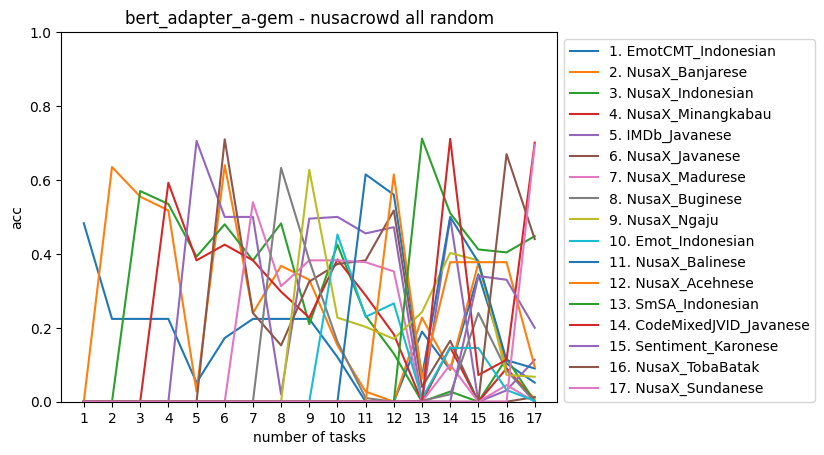 bert_adapter_a-gem - nusacrowd all random
1.0
0.8
0.6
0.4
0.2
0.0
acc
1 2 3 4 5 6 7 8 9 10 11 12 13 14 15 16 17
number of tasks
1. EmotCMT_Indonesian
2. NusaX_Banjarese
3. NusaX_Indonesian
4. NusaX_Minangkabau
5. IMDb_Javanese
6. NusaX_Javanese
7. NusaX_Madurese
8. NusaX_Buginese
9. NusaX_Ngaju
10. Emot_Indonesian
11. NusaX_Balinese
12. NusaX_Acehnese
13. SmSA_Indonesian
14. CodeMixedJVID_Javanese
15. Sentiment_Karonese
16. NusaX_TobaBatak
17. NusaX_Sundanese